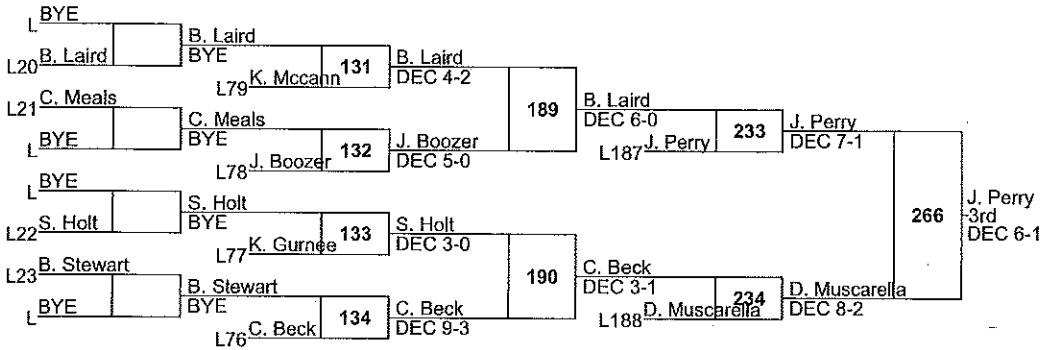 L BYE
L20 B. Laird
B. Laird
BYE
L79 K. Mccann
131
B. Laird
DEC 4-2
L21 C. Meals
L BYE
C. Meals
BYE
L78 J. Boozer
132
J. Boozer
DEC 5-0
189
B. Laird
DEC 6-0
L187 J. Perry
233
J. Perry
DEC 7-1
L BYE
L22 S. Holt
S. Holt
BYE
L77 K. Gurnee
133
S. Holt
DEC 3-0
L23 B. Stewart
L BYE
B. Stewart
BYE
L76 C. Beck
134
C. Beck
DEC 9-3
190
C. Beck
DEC 3-1
L188 D. Muscarella
234
D. Muscarella
DEC 8-2
266
J. Perry
3rd
DEC 6-1